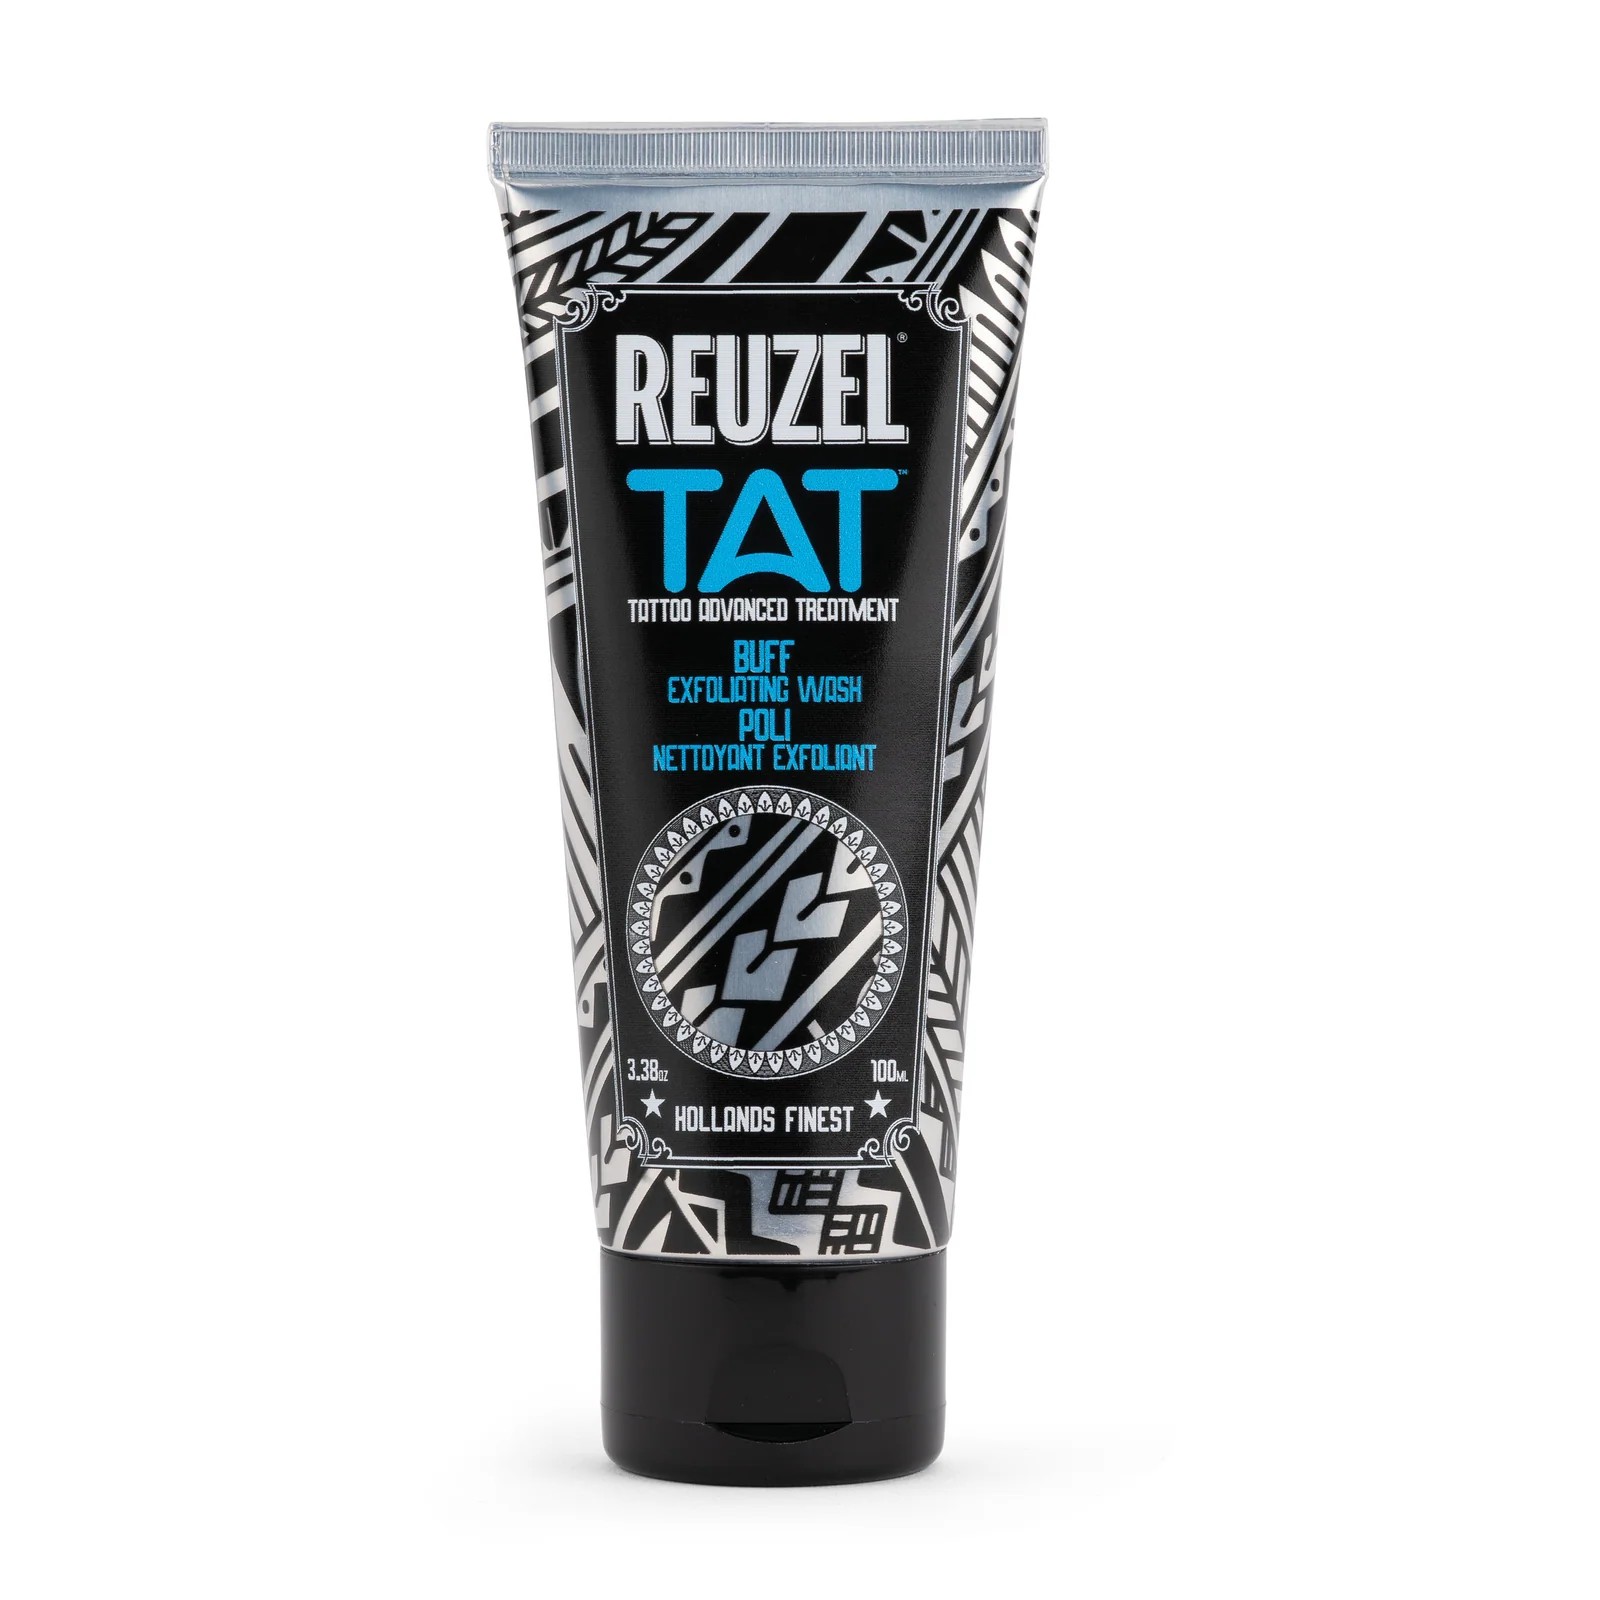 REUZEL®
TAT™
TATTOO ADVANCED TREATMENT
BUFF
EXFOLIATING WASH
POLI
NETTOYANT EXFOLIANT
3.38OZ 100ML
HOLLANDS FINEST